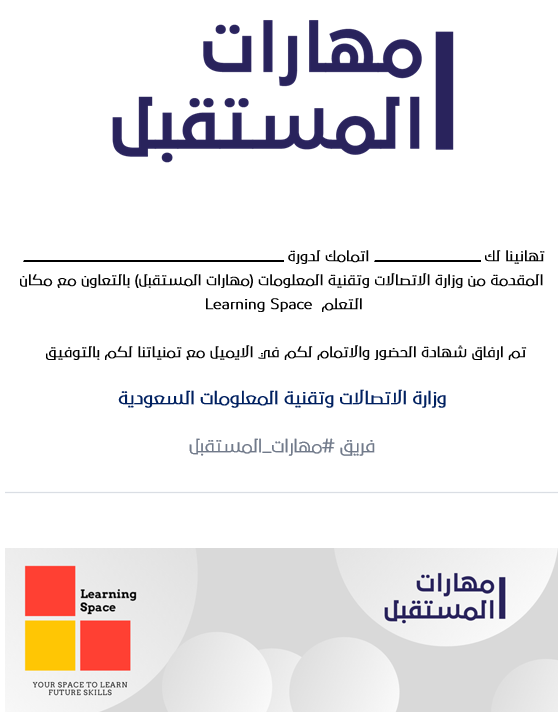 مهارات
المستقبل
تهانينا لك ____________ اتمامك لدورة ______________________________
المقدمة من وزارة الاتصالات وتقنية المعلومات (مهارات المستقبل) بالتعاون مع مكان
التعلم Learning Space
تم ارفاق شهادة الحضور والاتمام لكم في الايميل مع تمنياتنا لكم بالتوفيق
وزارة الاتصالات وتقنية المعلومات السعودية
فريق #مهارات_المستقبل
Learning
Space
YOUR SPACE TO LEARN
FUTURE SKILLS
مهارات
المستقبل